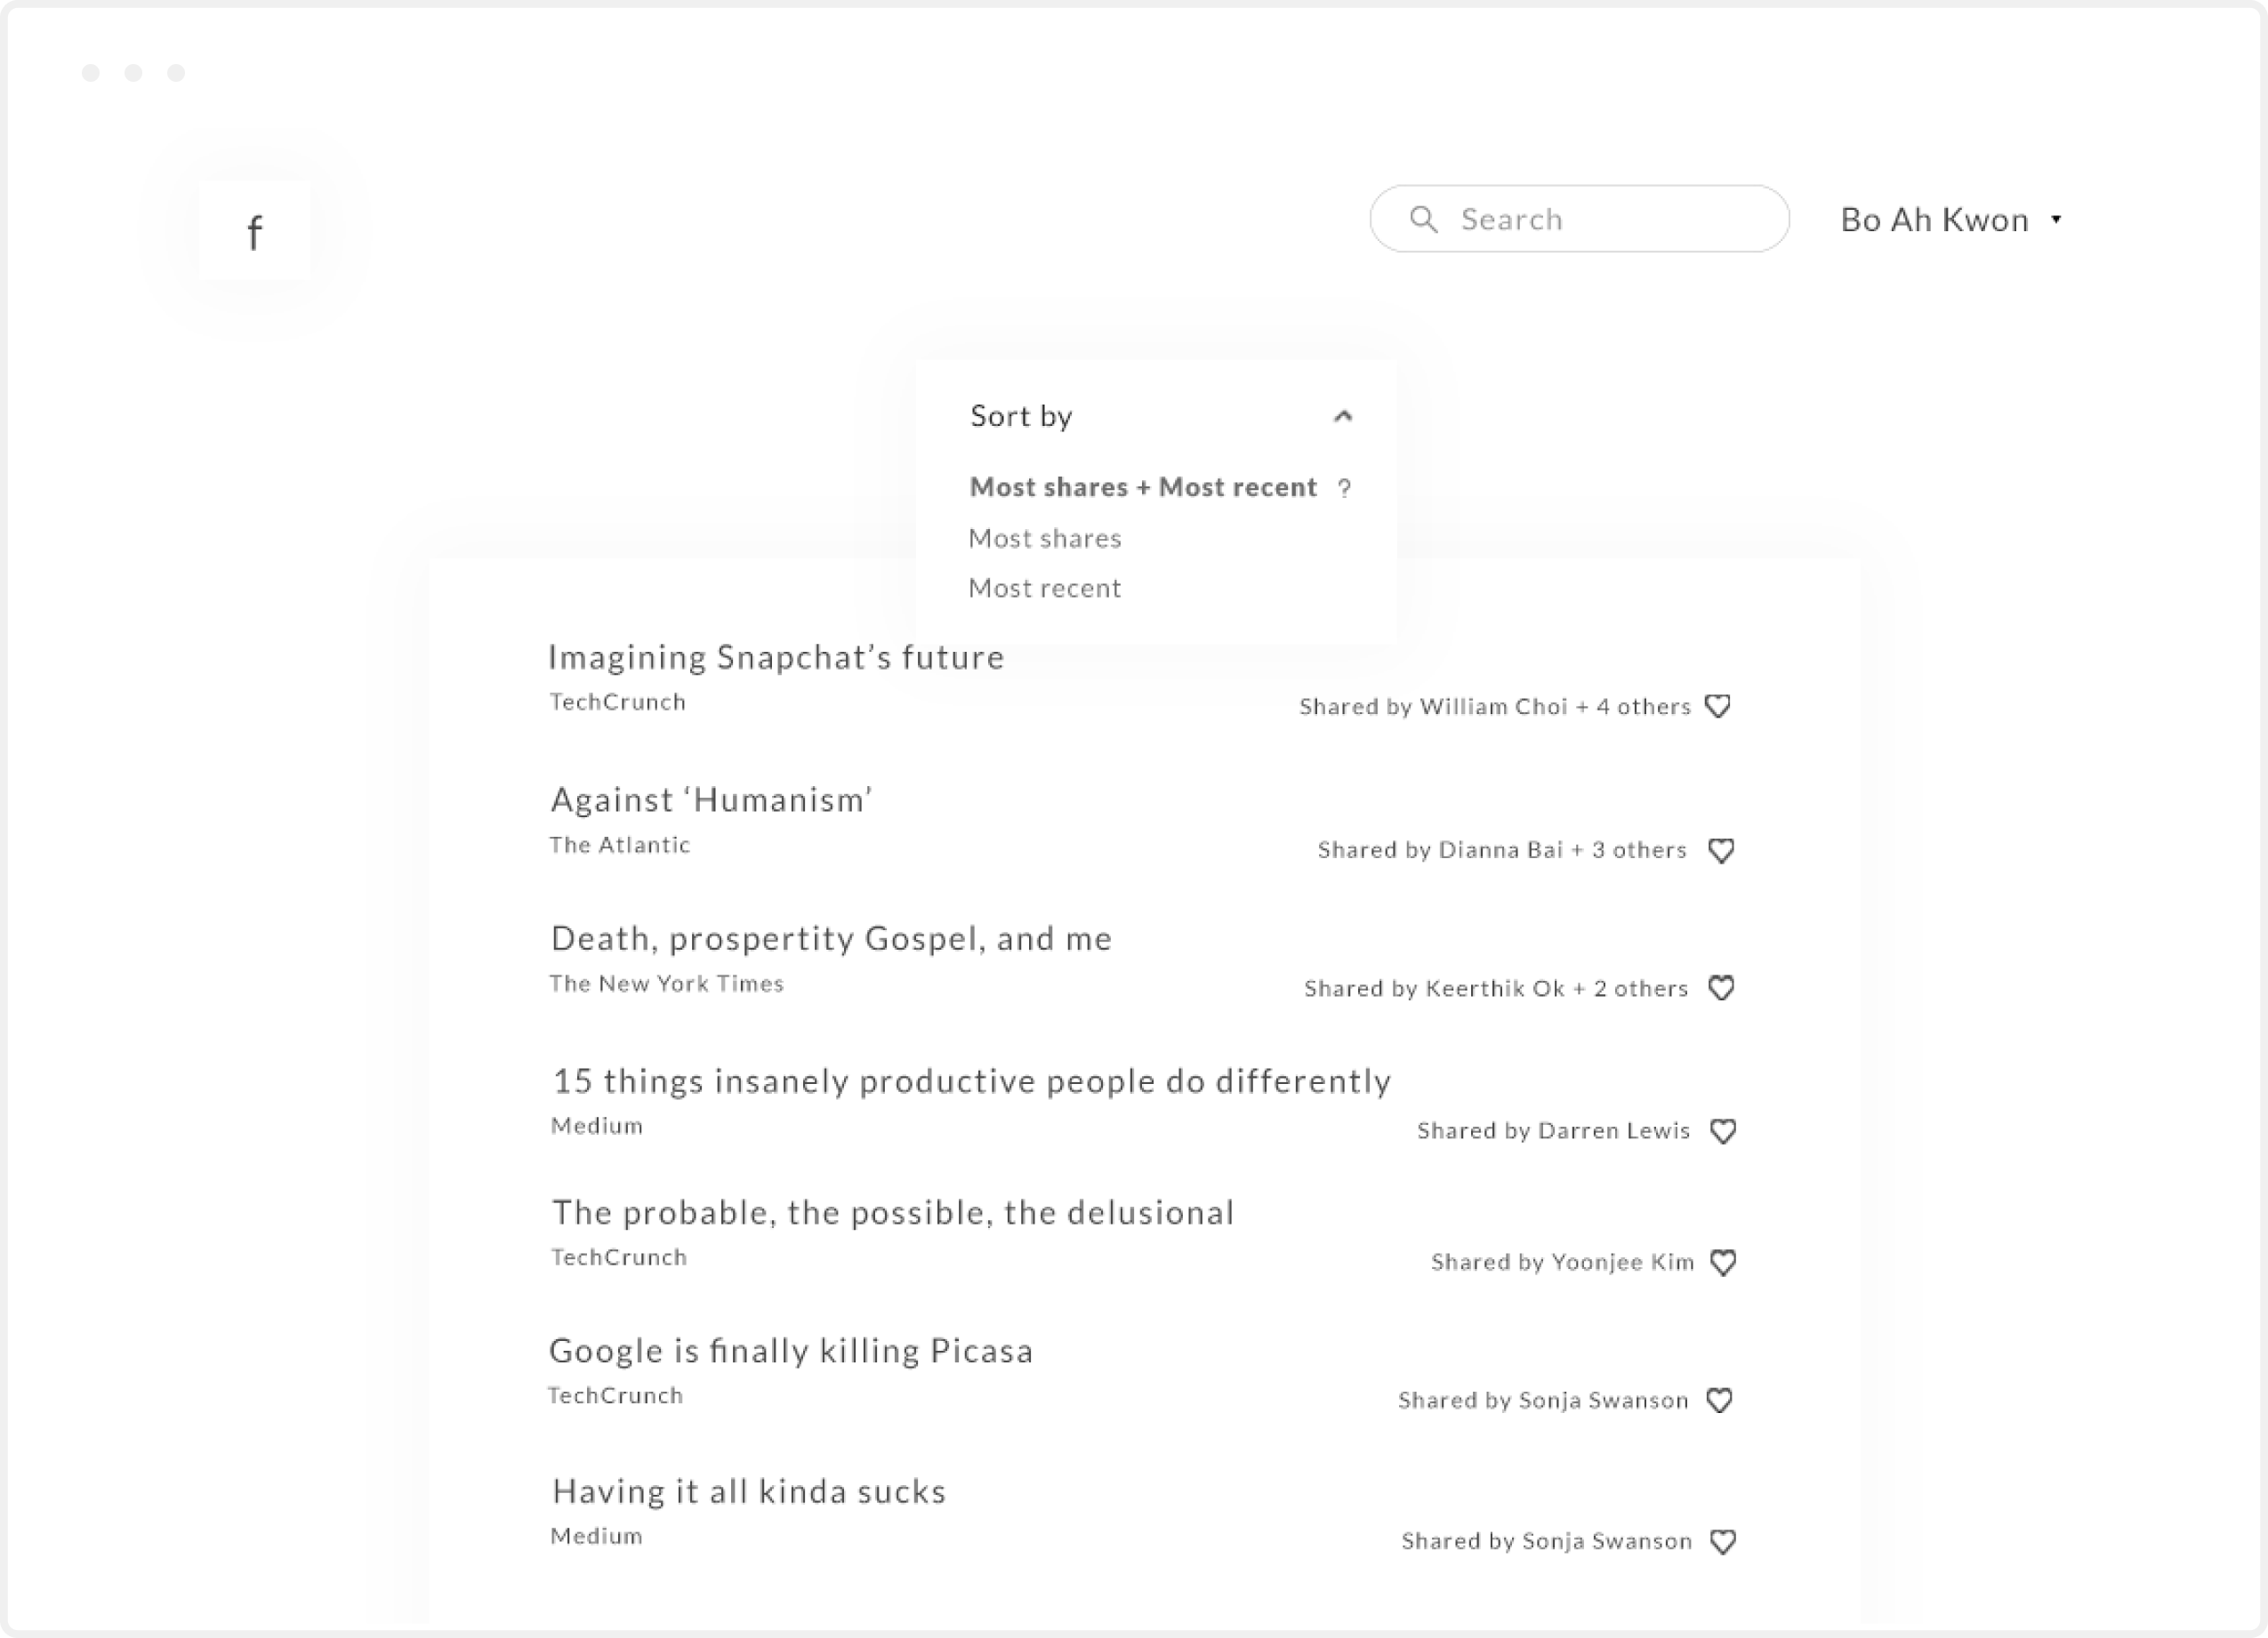 f
Search
Bo Ah Kwon
Sort by
Most shares + Most recent ?
Most shares
Most recent
Imagining Snapchat’s future
TechCrunch
Shared by William Choi + 4 others
Against ‘Humanism’
The Atlantic
Shared by Dianna Bai + 3 others
Death, prospertity Gospel, and me
The New York Times
Shared by Keerthik Ok + 2 others
15 things insanely productive people do differently
Medium
Shared by Darren Lewis
The probable, the possible, the delusional
TechCrunch
Shared by Yoonjee Kim
Google is finally killing Picasa
TechCrunch
Shared by Sonja Swanson
Having it all kinda sucks
Medium
Shared by Sonja Swanson